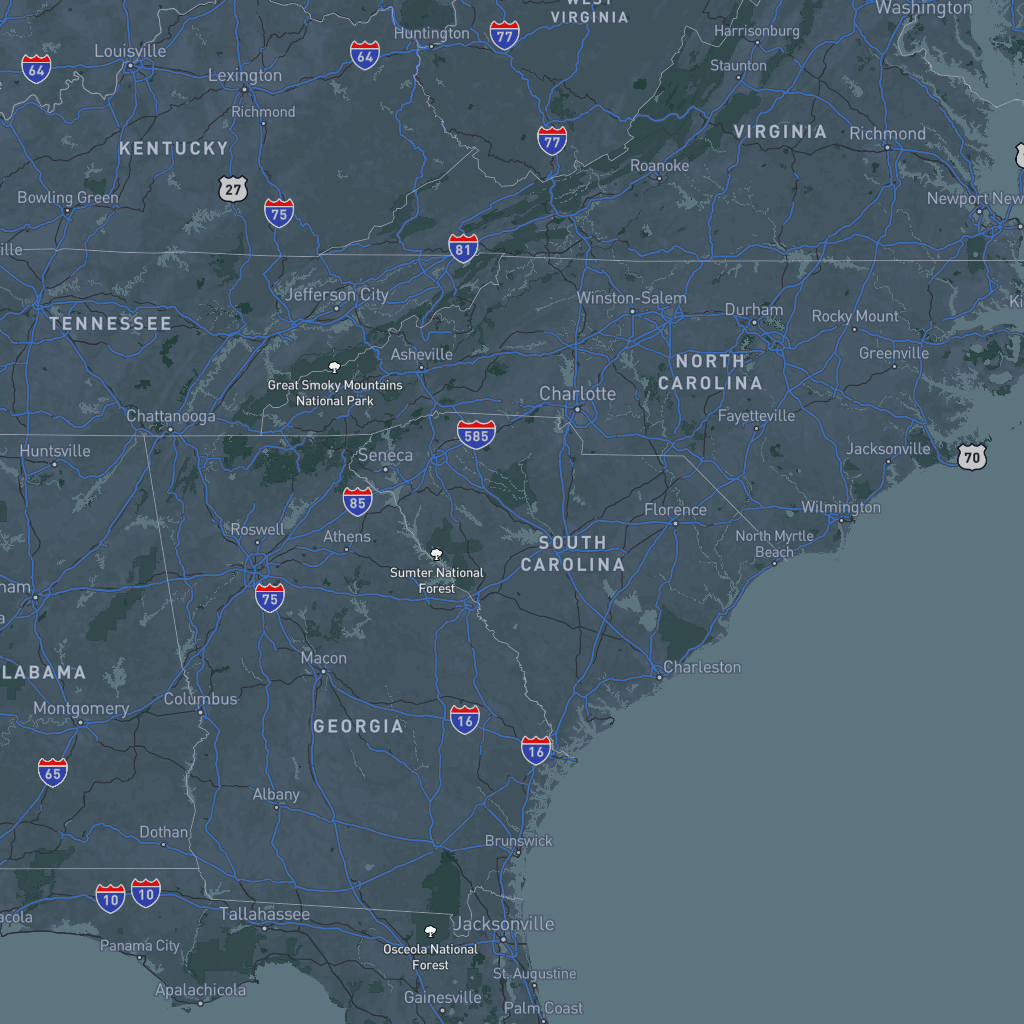 WEST
VIRGINIA
Washington
Huntington
77
Harrisonburg
Louisville
64
64
Lexington
Staunton
Richmond
77
VIRGINIA
Richmond
KENTUCKY
Roanoke
27
Bowling Green
75
Newport New
ville
81
Jefferson City
Winston-Salem
Ki
TENNESSEE
Durham
Rocky Mount
Asheville
NORTH
CAROLINA
Greenville
Great Smoky Mountains
National Park
Charlotte
Chattanooga
Fayetteville
585
Huntsville
Seneca
Jacksonville
70
85
Florence
Wilmington
Roswell
Athens
SOUTH
CAROLINA
North Myrtle
Beach
Sumter National
Forest
ham
75
a
Macon
Charleston
LABAMA
Columbus
Montgomery
16
GEORGIA
16
65
Albany
Dothan
Brunswick
10
10
acola
Tallahassee
Jacksonville
Panama City
Osceola National
Forest
St. Augustine
Apalachicola
Gainesville
Palm Coast